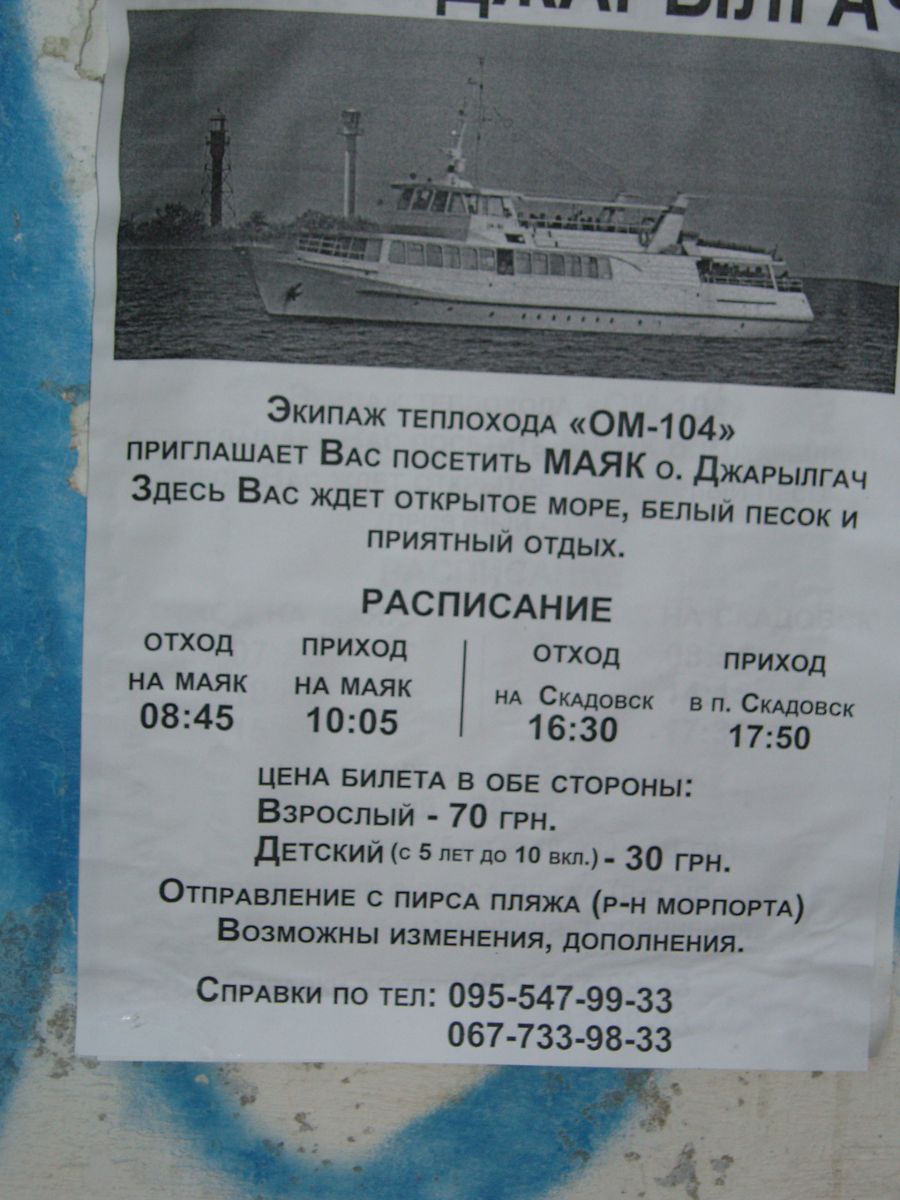 ДЖАРЫЛГАЧ
ЭКИПАЖ ТЕПЛОХОДА «ОМ-104»
ПРИГЛАШАЕТ ВАС ПОСЕТИТЬ МАЯК О. ДЖАРЫЛГАЧ
ЗДЕСЬ ВАС ЖДЕТ ОТКРЫТОЕ МОРЕ, БЕЛЫЙ ПЕСОК И
ПРИЯТНЫЙ ОТДЫХ.
РАСПИСАНИЕ
ОТХОД ПРИХОД ОТХОД ПРИХОД
НА МАЯК НА МАЯК НА СКАДОВСК В П. СКАДОВСК
08:45 10:05 16:30 17:50
ЦЕНА БИЛЕТА В ОБЕ СТОРОНЫ:
ВЗРОСЛЫЙ - 70 ГРН.
ДЕТСКИЙ (С 5 ЛЕТ ДО 10 ВКЛ.) - 30 ГРН.
ОТПРАВЛЕНИЕ С ПИРСА ПЛЯЖА (Р-Н МОРПОРТА)
ВОЗМОЖНЫ ИЗМЕНЕНИЯ, ДОПОЛНЕНИЯ.
СПРАВКИ ПО ТЕЛ: 095-547-99-33
067-733-98-33